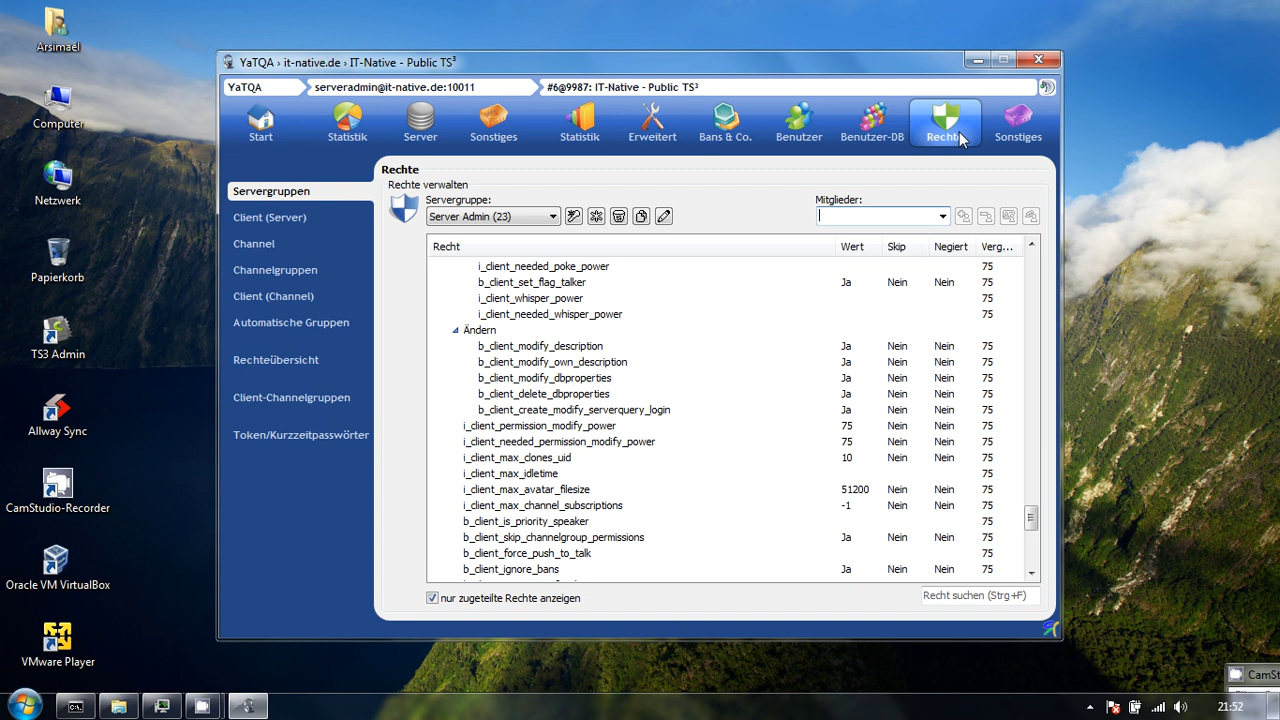 Arsimael
Computer
Netzwerk
Papierkorb
TS3 Admin
Allway Sync
CamStudio-Recorder
Oracle VM VirtualBox
VMware Player
YaTQA › it-native.de › IT-Native - Public TS³
YaTQA
serveradmin@it-native.de:10011
#6@9987: IT-Native - Public TS³
Start
Statistik
Server
Sonstiges
Statistik
Erweitert
Bans & Co.
Benutzer
Benutzer-DB
Rechte
Sonstiges
Servergruppen
Client (Server)
Channel
Channelgruppen
Client (Channel)
Automatische Gruppen
Rechteübersicht
Client-Channelgruppen
Token/Kurzzeitpasswörter
Rechte
Rechte verwalten
Servergruppe:
Server Admin (23)
Mitglieder:
Recht Wert Skip Negiert Verg...
i_client_needed_poke_power 75
b_client_set_flag_talker Ja Nein Nein 75
i_client_whisper_power 75
i_client_needed_whisper_power 75
Ändern
b_client_modify_description Ja Nein Nein 75
b_client_modify_own_description Ja Nein Nein 75
b_client_modify_dbproperties Ja Nein Nein 75
b_client_delete_dbproperties Ja Nein Nein 75
b_client_create_modify_serverquery_login Ja Nein Nein 75
i_client_permission_modify_power 75 Nein Nein 75
i_client_needed_permission_modify_power 75 Nein Nein 75
i_client_max_clones_uid 10 Nein Nein 75
i_client_max_idletime 75
i_client_max_avatar_filesize 51200 Nein Nein 75
i_client_max_channel_subscriptions -1 Nein Nein 75
b_client_is_priority_speaker 75
b_client_skip_channelgroup_permissions Ja Nein Nein 75
b_client_force_push_to_talk 75
b_client_ignore_bans Ja Nein Nein 75
nur zugeteilte Rechte anzeigen
Recht suchen (Strg+F)
CamSt
21:52